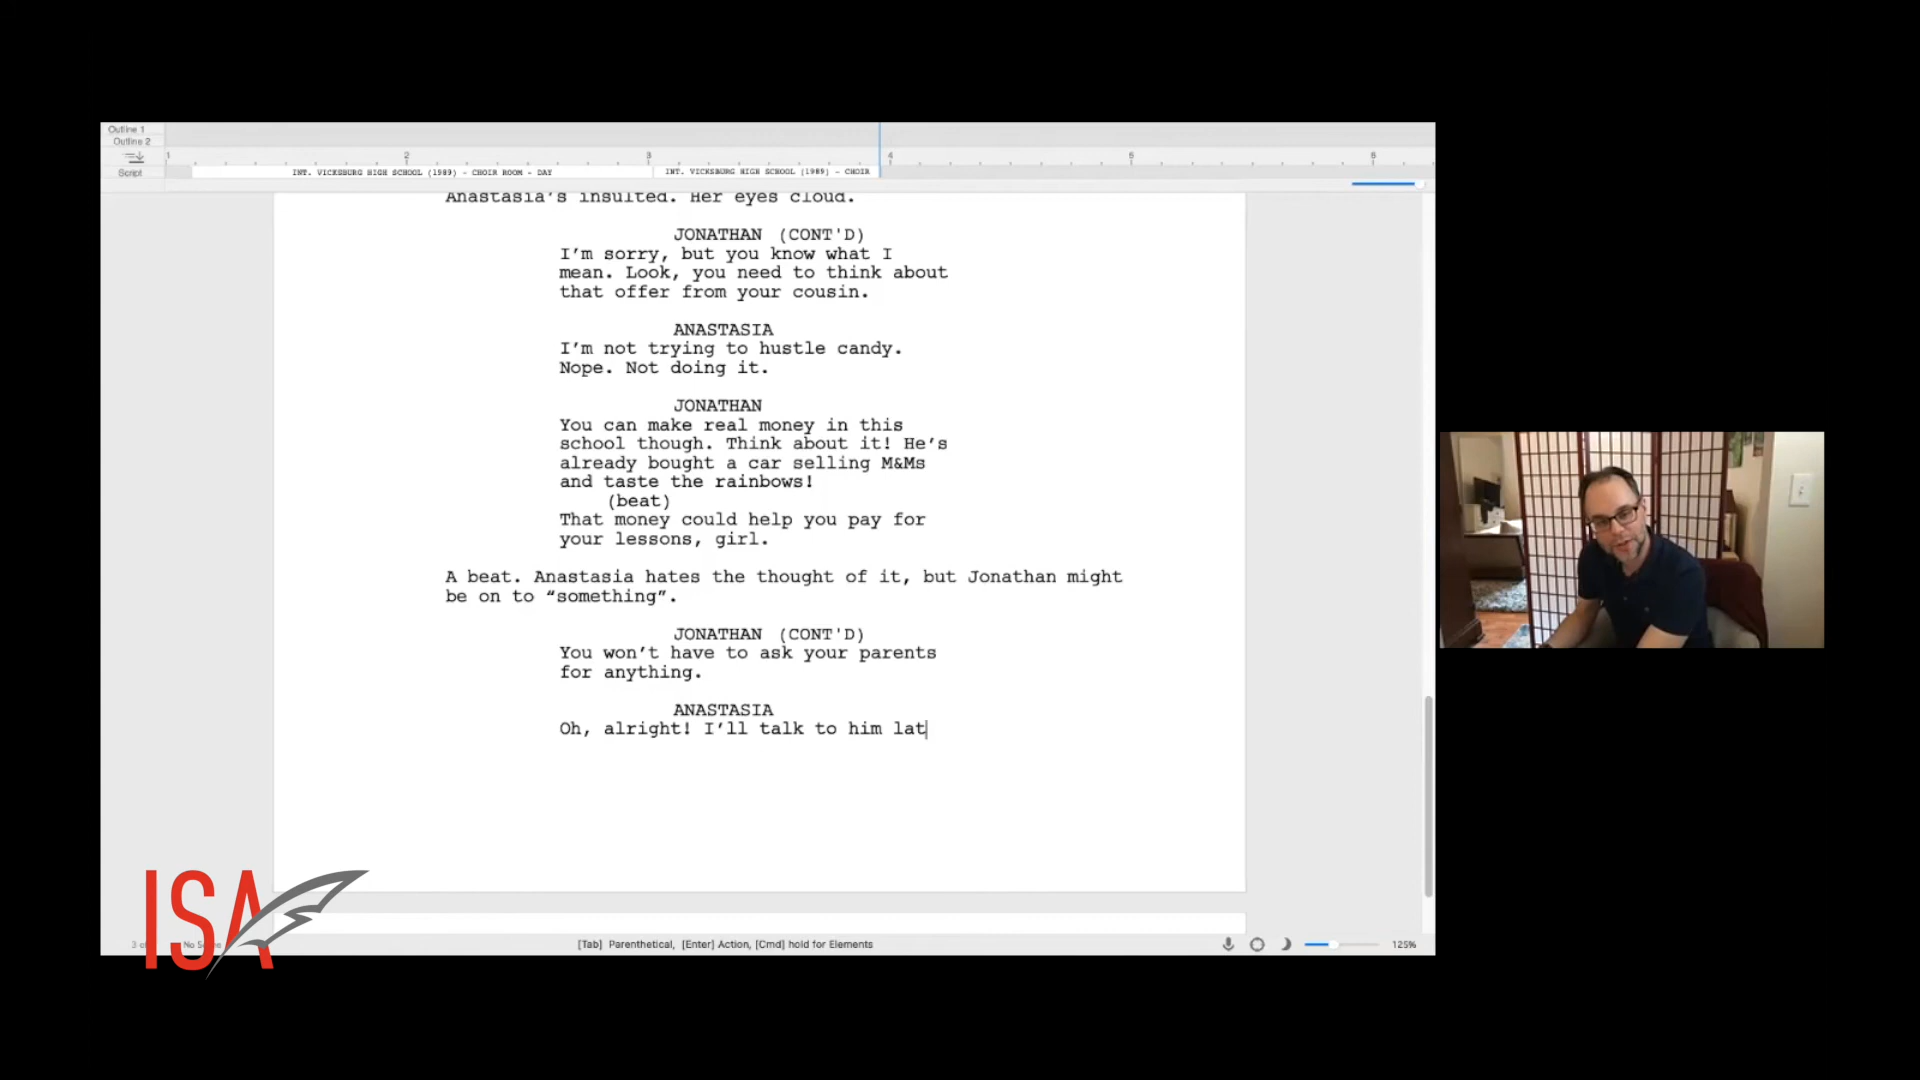 Outline 1
Outline 2
1 2 3 4 5 6
Script
INT. VICKSBURG HIGH SCHOOL (1989) - CHOIR ROOM - DAY
INT. VICKSBURG HIGH SCHOOL (1989) - CHOIR
Anastasia's insulted. Her eyes cloud.
JONATHAN (CONT'D)
I'm sorry, but you know what I
mean. Look, you need to think about
that offer from your cousin.
ANASTASIA
I'm not trying to hustle candy.
Nope. Not doing it.
JONATHAN
You can make real money in this
school though. Think about it! He's
already bought a car selling M&Ms
and taste the rainbows!
(beat)
That money could help you pay for
your lessons, girl.
A beat. Anastasia hates the thought of it, but Jonathan might
be on to “something”.
JONATHAN (CONT'D)
You won't have to ask your parents
for anything.
ANASTASIA
Oh, alright! I'll talk to him lat
ISA
[Tab] Parenthetical, [Enter] Action, [Cmd] hold for Elements
125%